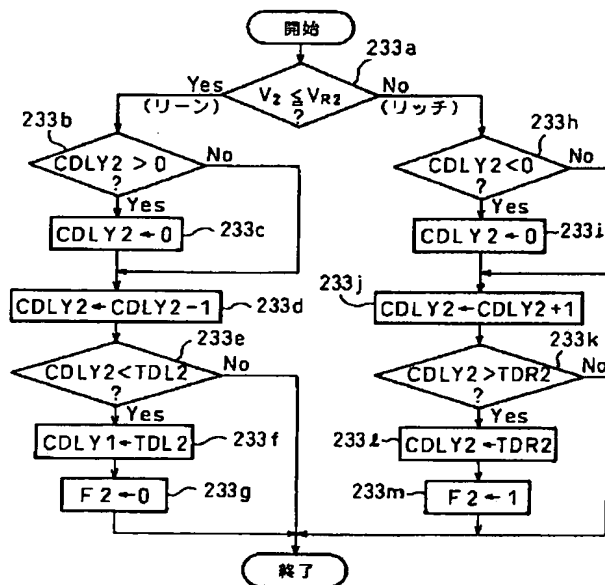 開始
233a
V2 ≦ VR2
?
Yes
(リーン)
No
(リッチ)
233b
CDLY2 > 0
?
No
Yes
CDLY2 ← 0
233c
CDLY2 ← CDLY2-1
233d
233e
CDLY2<TDL2
?
No
Yes
CDLY1←TDL2
233f
F2←0
233g
233h
CDLY2<0
?
No
Yes
CDLY2 ← 0
233i
233j
CDLY2←CDLY2+1
233k
CDLY2>TDR2
?
No
Yes
233ℓ
CDLY2←TDR2
233m
F2 ← 1
終了